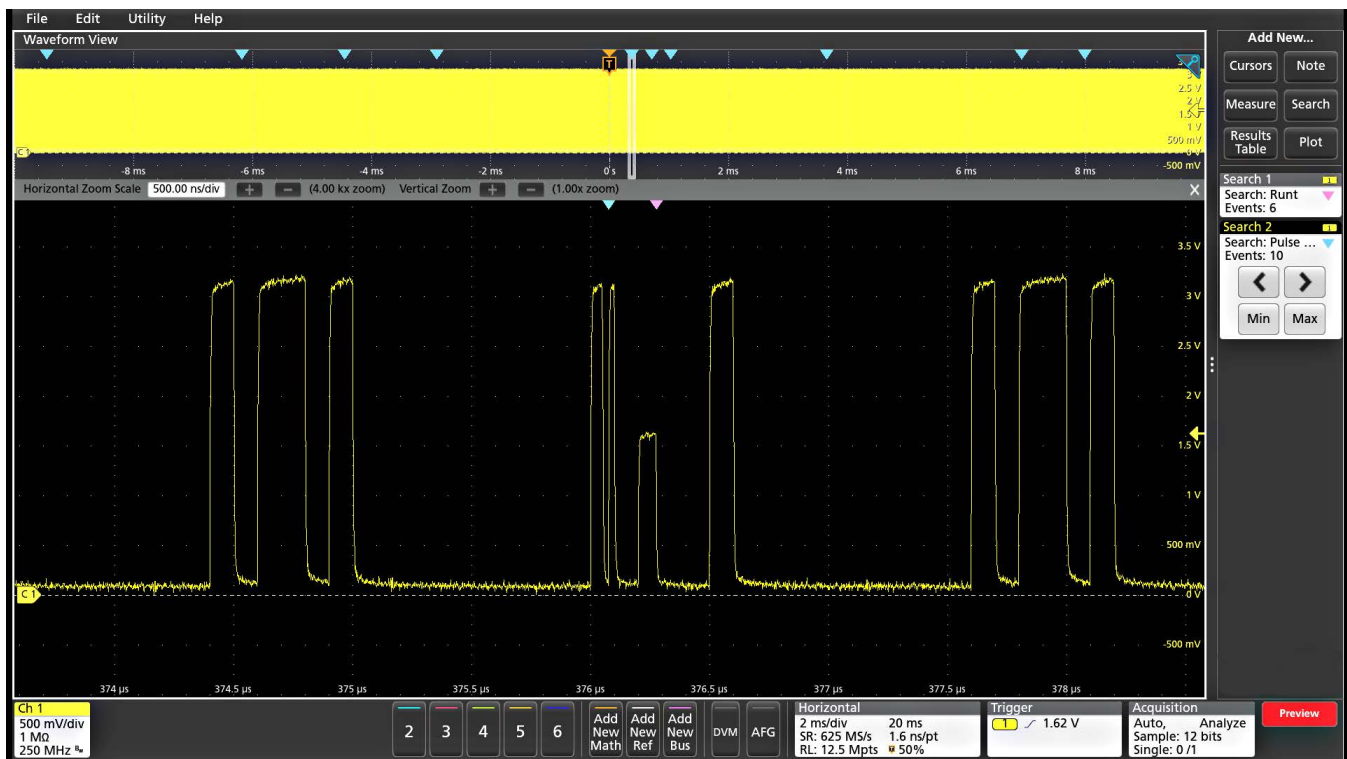 File Edit Utility Help
Waveform View
Add New...
Cursors Note
Measure Search
Results Table Plot
T
2.5 V
2 V
1 V
500 mV
0 V
-500 mV
C 1
-8 ms -6 ms -4 ms -2 ms 0 s 2 ms 4 ms 6 ms 8 ms
Horizontal Zoom Scale 500.00 ns/div + - (4.00 kx zoom) Vertical Zoom + - (1.00x zoom) X
Search 1 1
Search: Runt
Events: 6
Search 2 1
Search: Pulse ...
Events: 10
< >
Min Max
3.5 V
3 V
2.5 V
2 V
1.5 V
1 V
500 mV
0 V
-500 mV
C 1
374 µs 374.5 µs 375 µs 375.5 µs 376 µs 376.5 µs 377 µs 377.5 µs 378 µs
Ch 1
500 mV/div
1 MΩ
250 MHz
2 3 4 5 6
Add New Math
Add New Ref
Add New Bus
DVM AFG
Horizontal
2 ms/div 20 ms
SR: 625 MS/s 1.6 ns/pt
RL: 12.5 Mpts 50%
Trigger
1 1.62 V
Acquisition
Auto, Analyze
Sample: 12 bits
Single: 0 /1
Preview